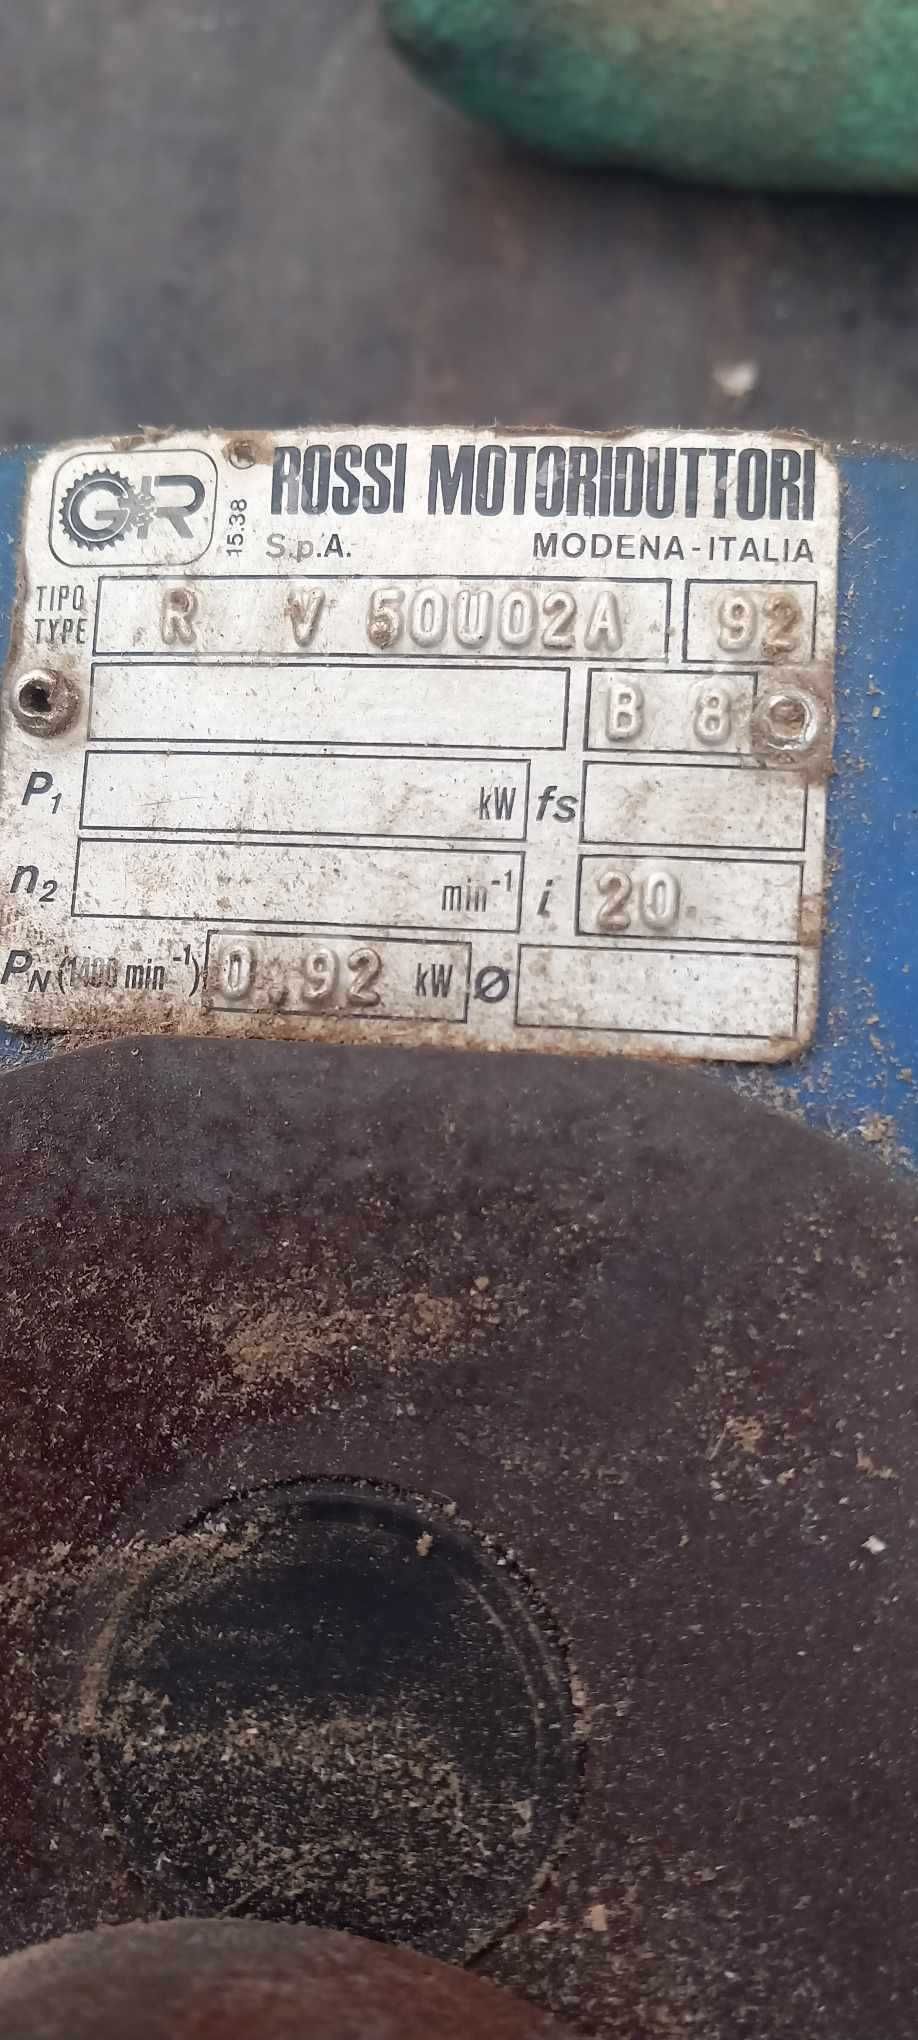 GR 15.38 ROSSI MOTORIDUTTORI
S.p.A. MODENA-ITALIA
TIPO
TYPE R V 50U02A 92
B 8
P1 kW fs
n2 min-1 i 20.
PN (1400 min-1) 0.92 kW Ø